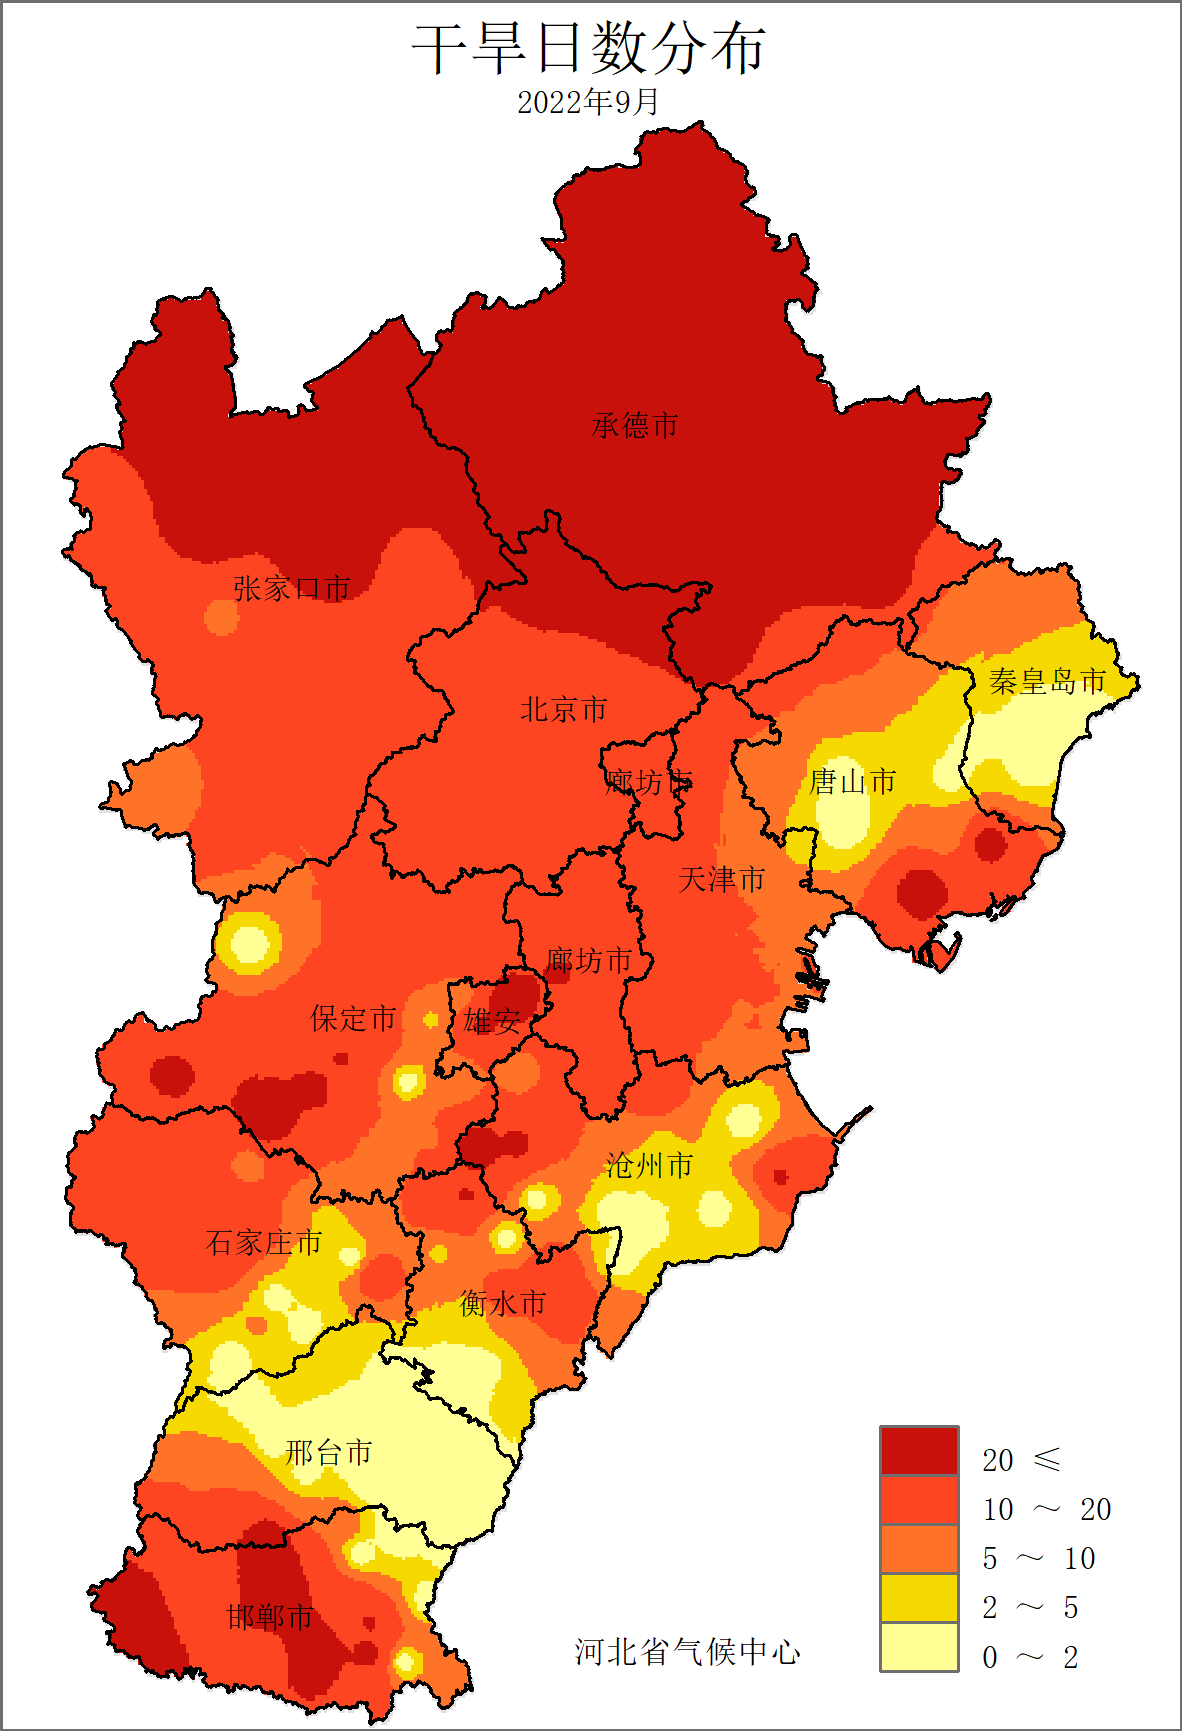 干旱日数分布
2022年9月
承德市
张家口市
秦皇岛市
北京市
廊坊市
唐山市
天津市
廊坊市
保定市
雄安
沧州市
石家庄市
衡水市
邢台市
邯郸市
20 ≤
10 ～ 20
5 ～ 10
2 ～ 5
0 ～ 2
河北省气候中心